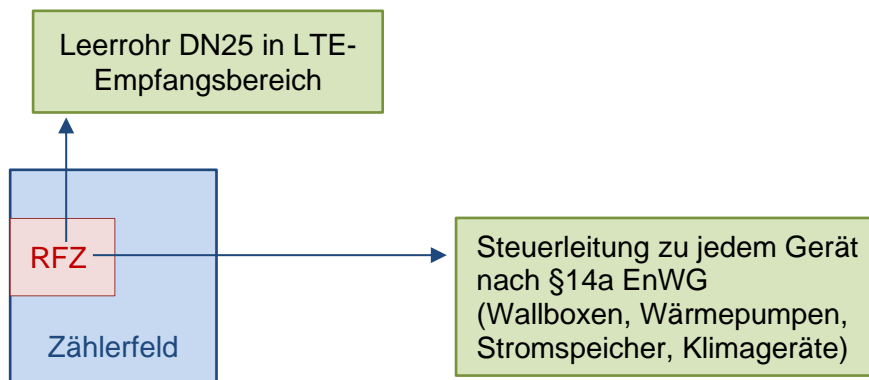 Leerrohr DN25 in LTE-
Empfangsbereich
RFZ
Zählerfeld
Steuerleitung zu jedem Gerät
nach §14a EnWG
(Wallboxen, Wärmepumpen,
Stromspeicher, Klimageräte)